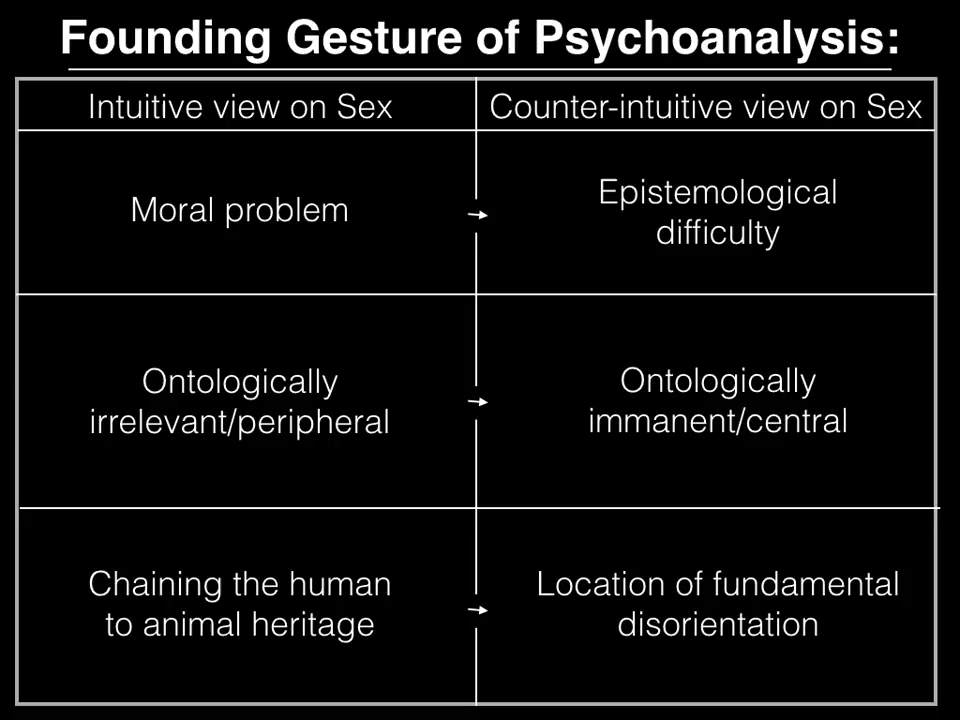 Founding Gesture of Psychoanalysis:
Intuitive view on Sex
Counter-intuitive view on Sex
Moral problem
Epistemological
difficulty
Ontologically
irrelevant/peripheral
Ontologically
immanent/central
Chaining the human
to animal heritage
Location of fundamental
disorientation